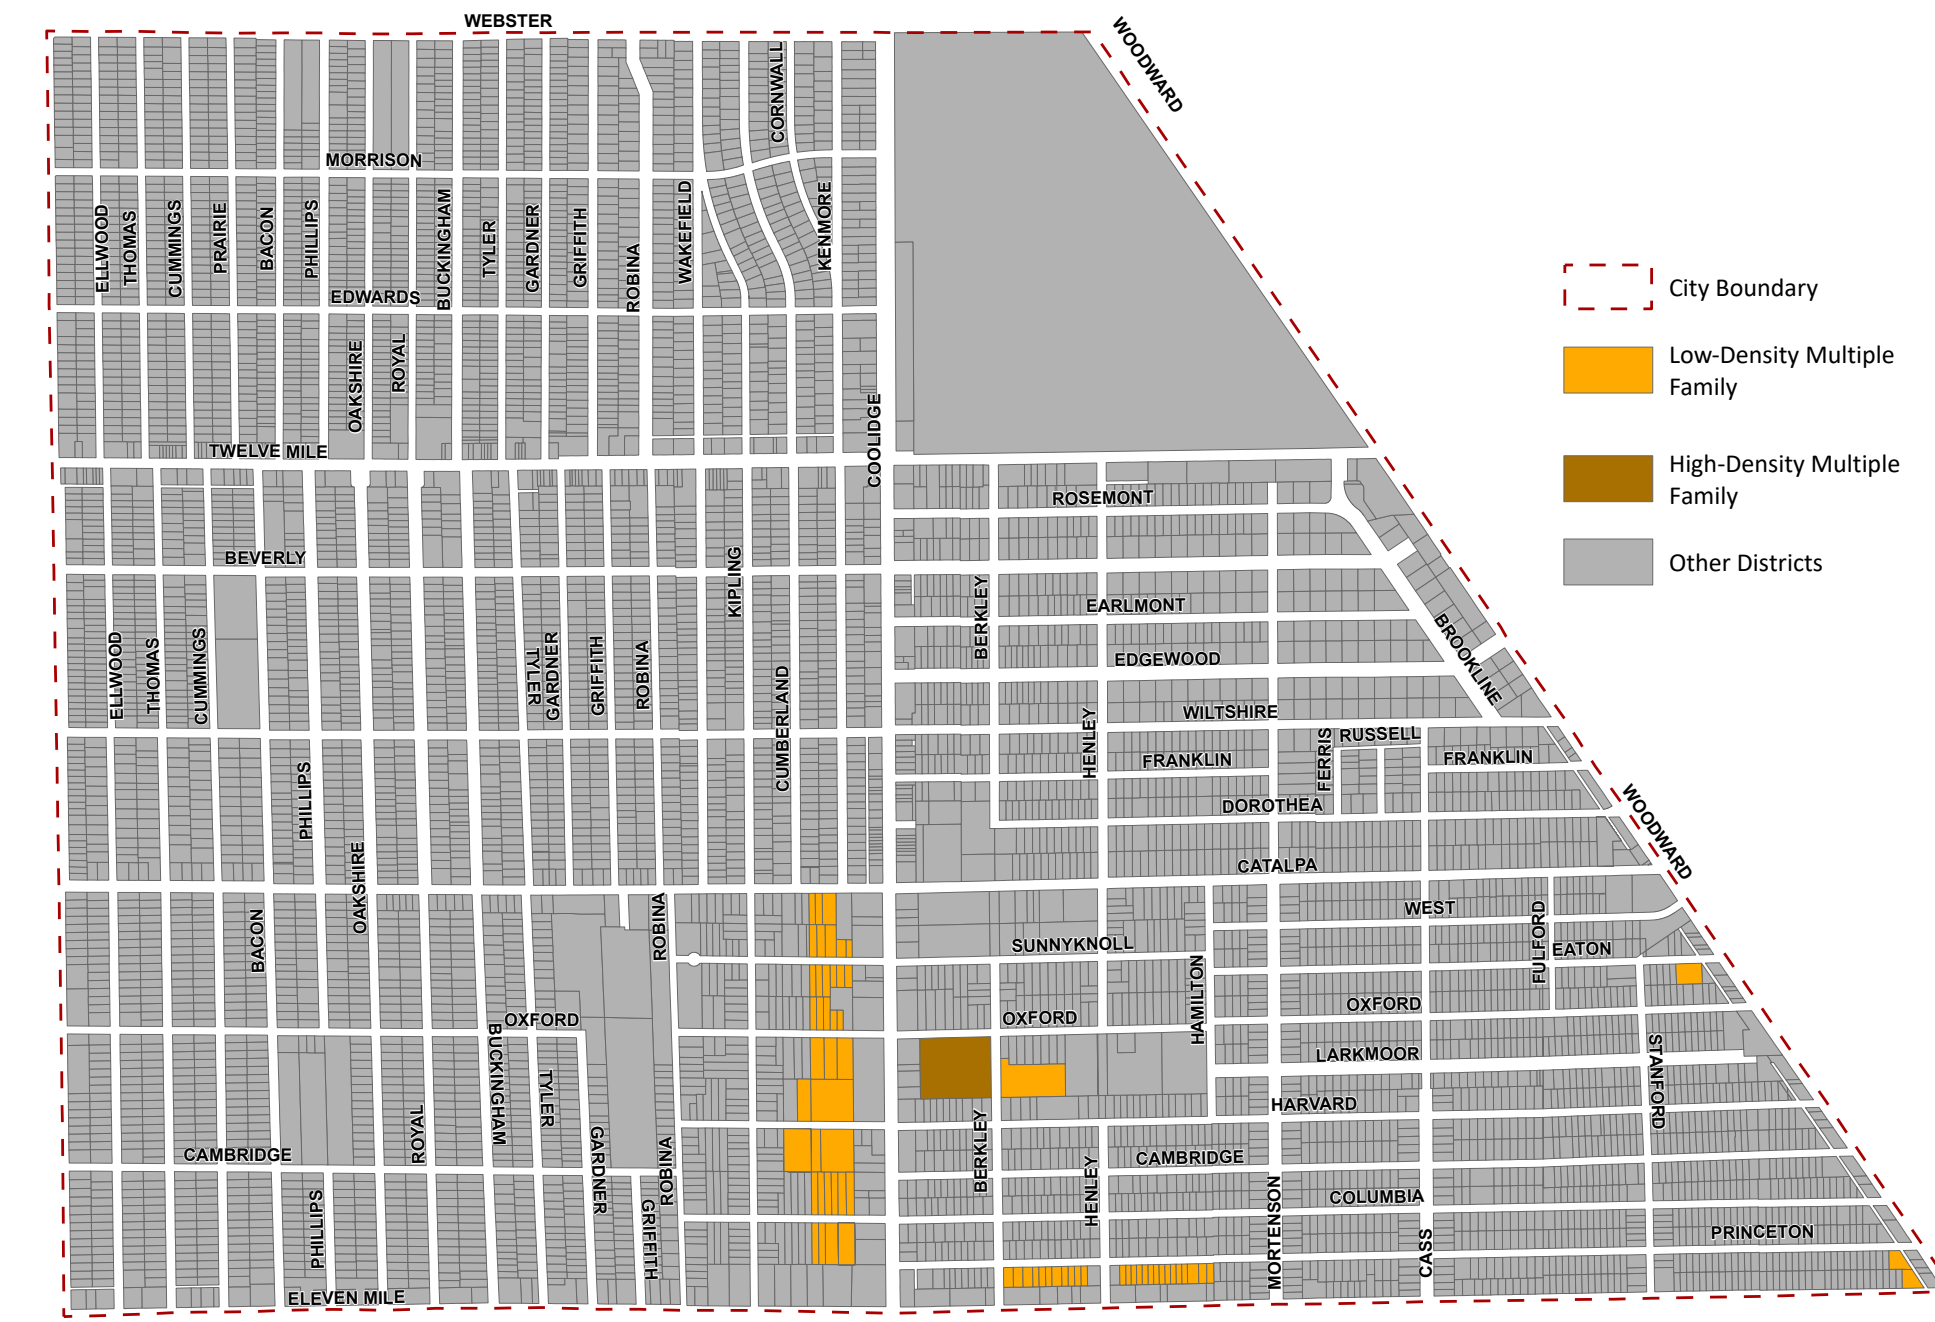 WEBSTER
WOODWARD
CORNWALL
MORRISON
ELLWOOD
THOMAS
CUMMINGS
PRAIRIE
BACON
PHILLIPS
BUCKINGHAM
TYLER
GARDNER
GRIFFITH
ROBINA
WAKEFIELD
KENMORE
City Boundary
EDWARDS
Low-Density Multiple
Family
OAKSHIRE
ROYAL
COOLIDGE
TWELVE MILE
High-Density Multiple
Family
ROSEMONT
BEVERLY
KIPLING
Other Districts
BERKLEY
EARLMONT
ELLWOOD
THOMAS
CUMMINGS
TYLER
GARDNER
GRIFFITH
ROBINA
EDGEWOOD
BROOKLINE
CUMBERLAND
WILTSHIRE
HENLEY
FERRIS
RUSSELL
FRANKLIN
FRANKLIN
PHILLIPS
DOROTHEA
WOODWARD
OAKSHIRE
CATALPA
BACON
ROBINA
WEST
FULFORD
SUNNYKNOLL
EATON
HAMILTON
OXFORD
OXFORD
OXFORD
BUCKINGHAM
LARKMOOR
STANFORD
TYLER
ROYAL
HARVARD
BERKLEY
CAMBRIDGE
GARDNER
ROBINA
CAMBRIDGE
HENLEY
PHILLIPS
GRIFFITH
MORTENSON
COLUMBIA
CASS
PRINCETON
ELEVEN MILE